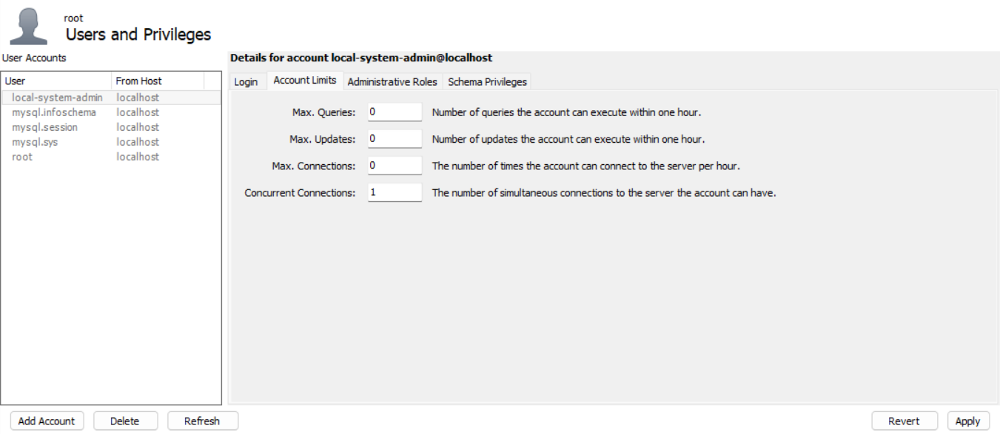 root
Users and Privileges
User Accounts
User From Host
local-system-admin localhost
mysql.infoschema localhost
mysql.session localhost
mysql.sys localhost
root localhost
Details for account local-system-admin@localhost
Login Account Limits Administrative Roles Schema Privileges
Max. Queries: 0 Number of queries the account can execute within one hour.
Max. Updates: 0 Number of updates the account can execute within one hour.
Max. Connections: 0 The number of times the account can connect to the server per hour.
Concurrent Connections: 1 The number of simultaneous connections to the server the account can have.
Add Account Delete Refresh Revert Apply